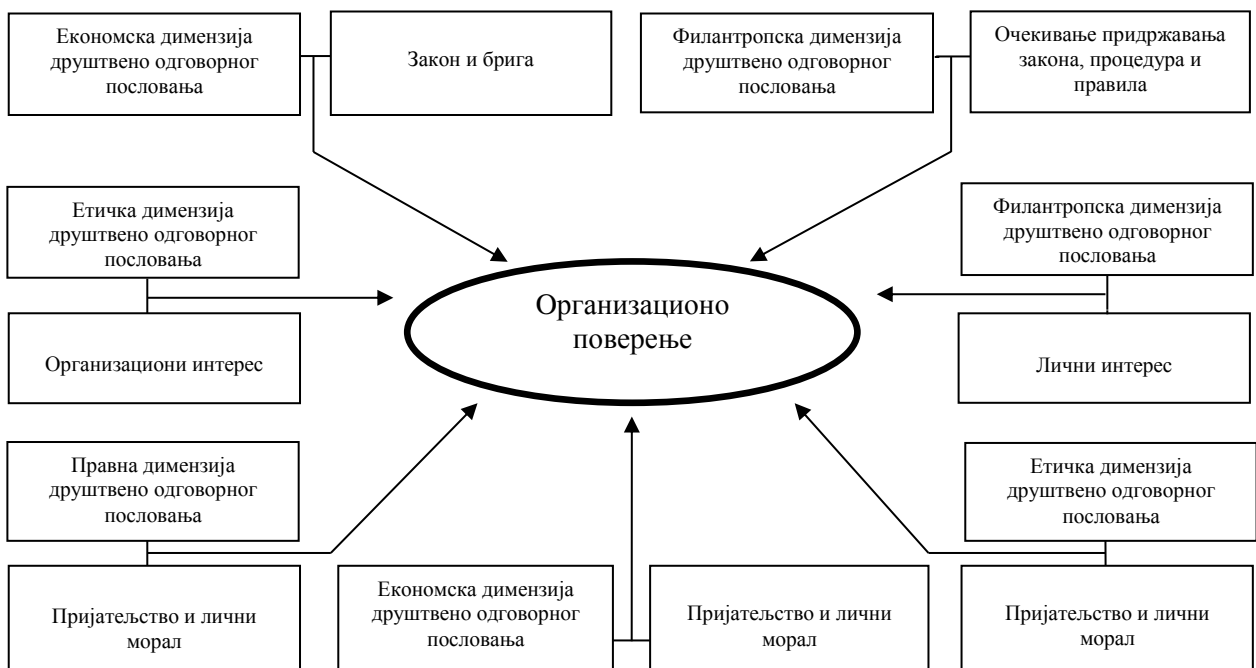 Економска димензија
друштвено одговорног
пословања
Закон и брига
Филантропска димензија
друштвено одговорног
пословања
Очекивање придржавања
закона, процедура и
правила
Етичка димензија
друштвено одговорног
пословања
Организациони интерес
Организационо
поверење
Филантропска димензија
друштвено одговорног
пословања
Лични интерес
Правна димензија
друштвено одговорног
пословања
Пријатељство и лични
морал
Економска димензија
друштвено одговорног
пословања
Пријатељство и лични
морал
Етичка димензија
друштвено одговорног
пословања
Пријатељство и лични
морал